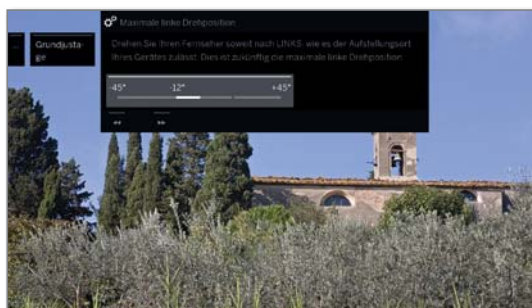 Maximale linke Drehposition
... Grundjusta-
ge
Drehen Sie Ihren Fernseher soweit nach LINKS, wie es der Aufstellungsort
Ihres Gerätes zulässt. Dies ist zukünftig die maximale linke Drehposition.
-45° -12° +45°